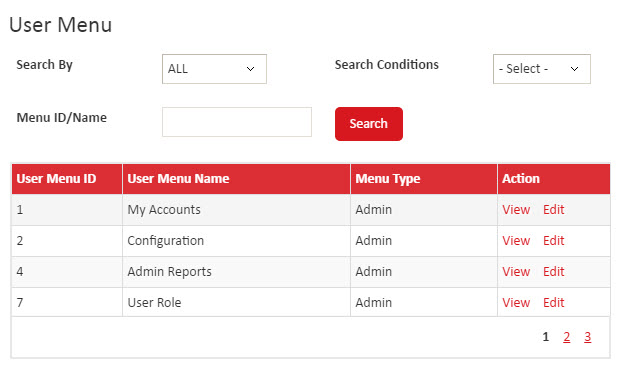 User Menu
Search By ALL Search Conditions - Select -
Menu ID/Name Search
User Menu ID User Menu Name Menu Type Action
1 My Accounts Admin View Edit
2 Configuration Admin View Edit
4 Admin Reports Admin View Edit
7 User Role Admin View Edit
1 2 3